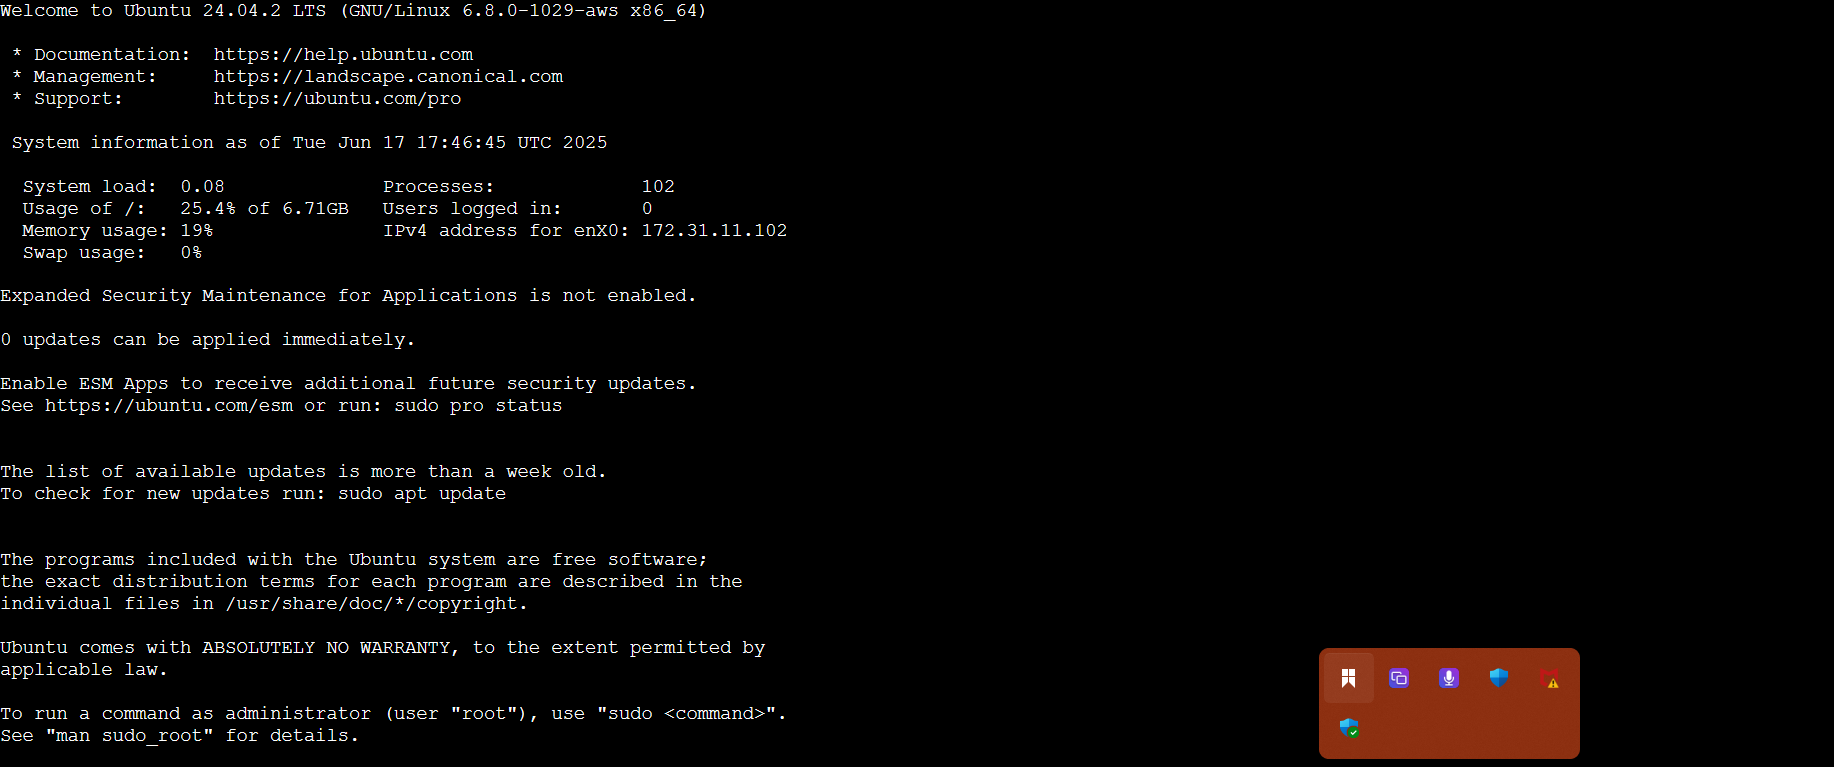 Welcome to Ubuntu 24.04.2 LTS (GNU/Linux 6.8.0-1029-aws x86_64)
* Documentation: https://help.ubuntu.com
* Management: https://landscape.canonical.com
* Support: https://ubuntu.com/pro
System information as of Tue Jun 17 17:46:45 UTC 2025
System load: 0.08 Processes: 102
Usage of /: 25.4% of 6.71GB Users logged in: 0
Memory usage: 19% IPv4 address for enX0: 172.31.11.102
Swap usage: 0%
Expanded Security Maintenance for Applications is not enabled.
0 updates can be applied immediately.
Enable ESM Apps to receive additional future security updates.
See https://ubuntu.com/esm or run: sudo pro status
The list of available updates is more than a week old.
To check for new updates run: sudo apt update
The programs included with the Ubuntu system are free software;
the exact distribution terms for each program are described in the
individual files in /usr/share/doc/*/copyright.
Ubuntu comes with ABSOLUTELY NO WARRANTY, to the extent permitted by
applicable law.
To run a command as administrator (user "root"), use "sudo <command>".
See "man sudo_root" for details.